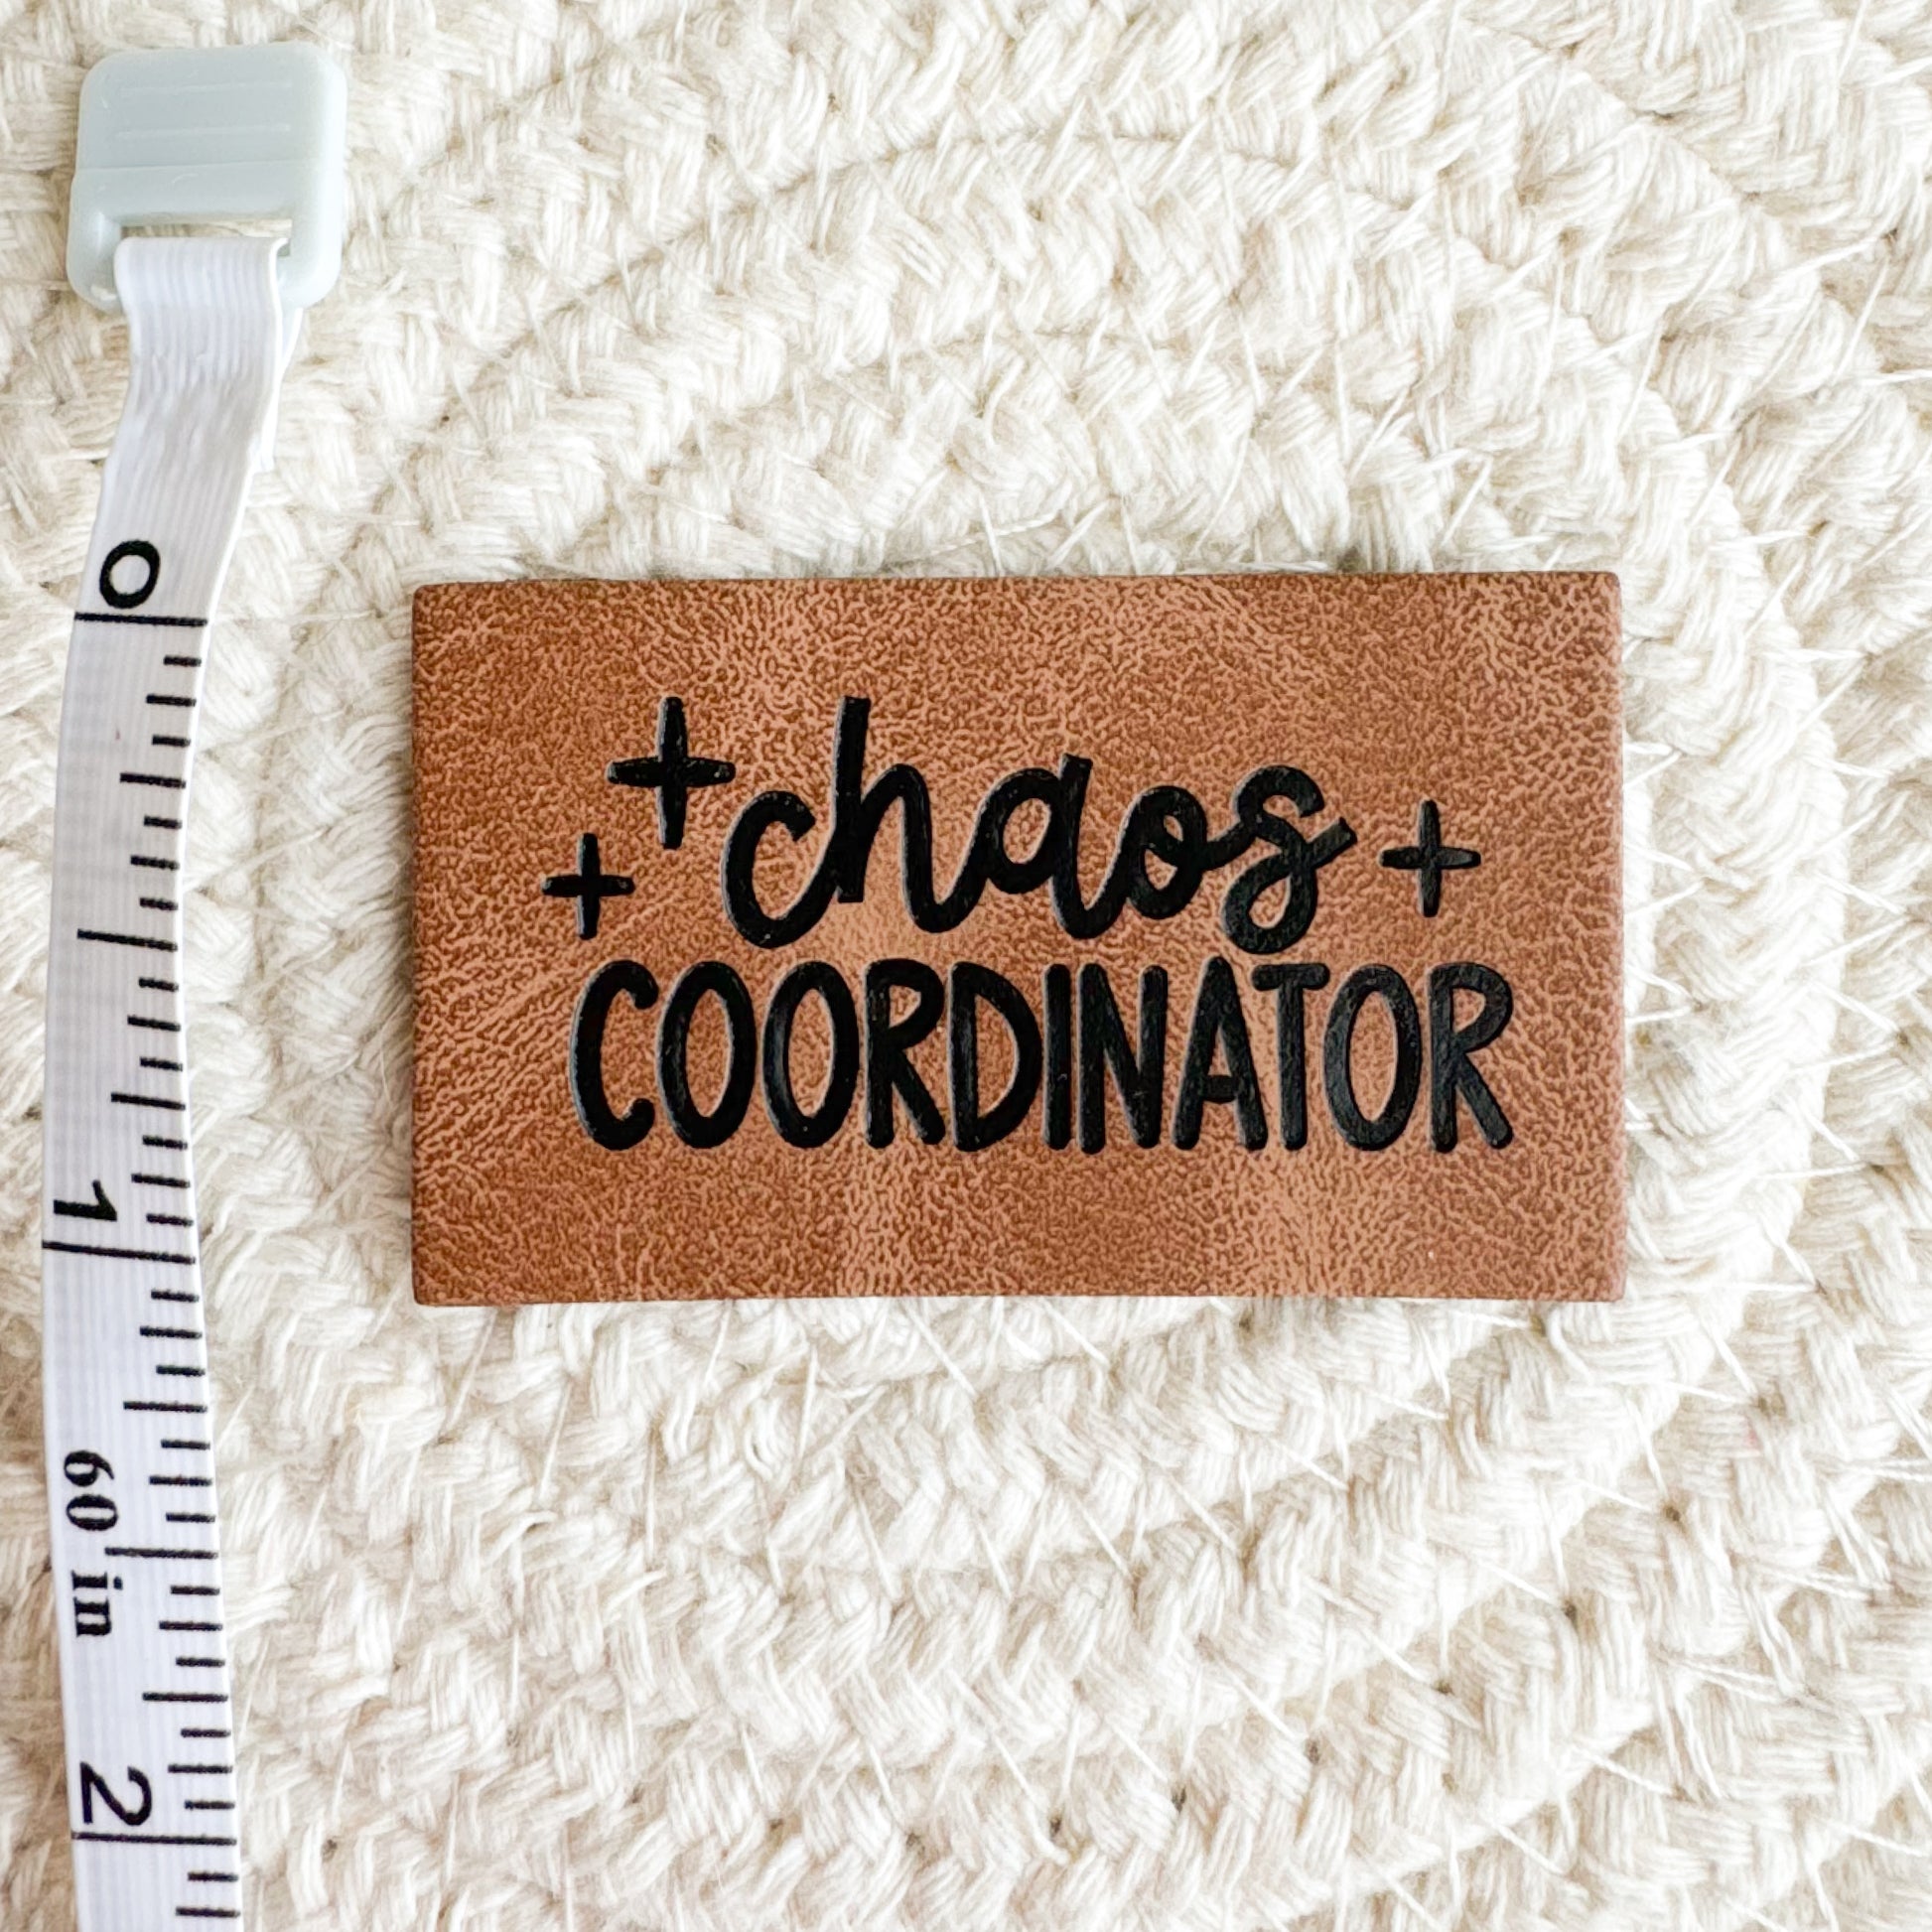 0
1
60 in
2
chaos
COORDINATOR